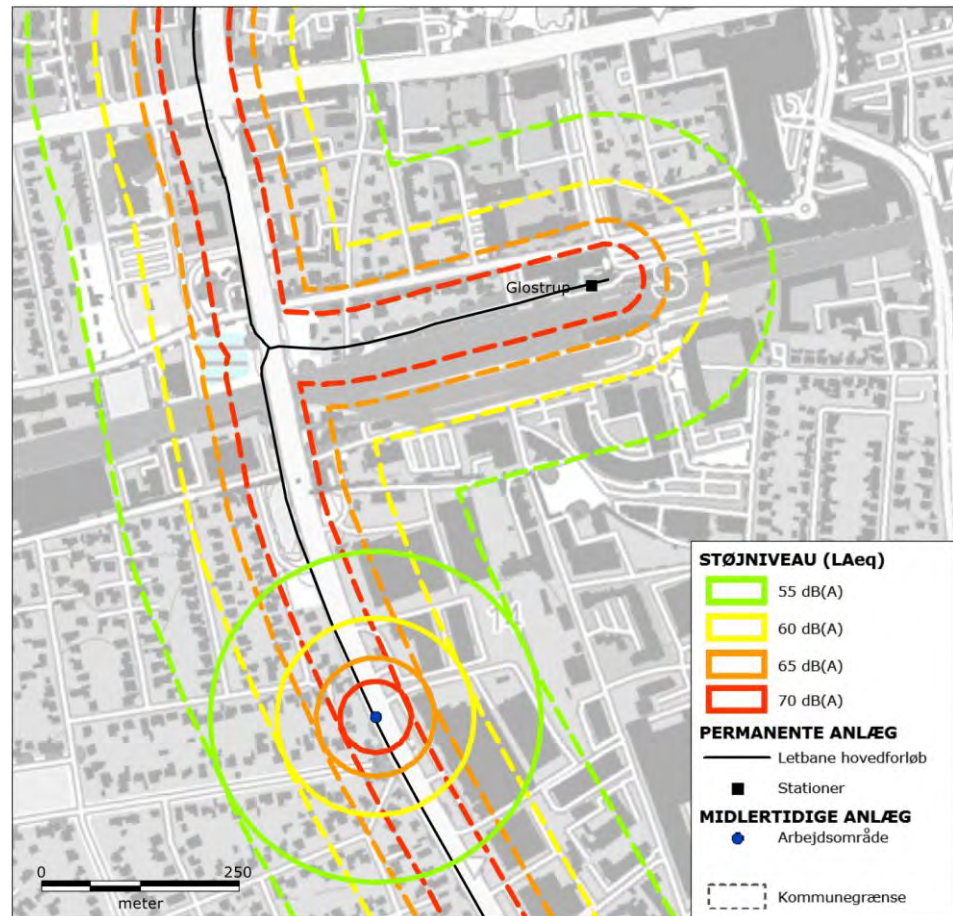 Glostrup
14
STØJNIVEAU (LAeq)
55 dB(A)
60 dB(A)
65 dB(A)
70 dB(A)
PERMANENTE ANLÆG
Letbane hovedforløb
Stationer
MIDLERTIDIGE ANLÆG
Arbejdsområde
Kommunegrænse
0 250
meter